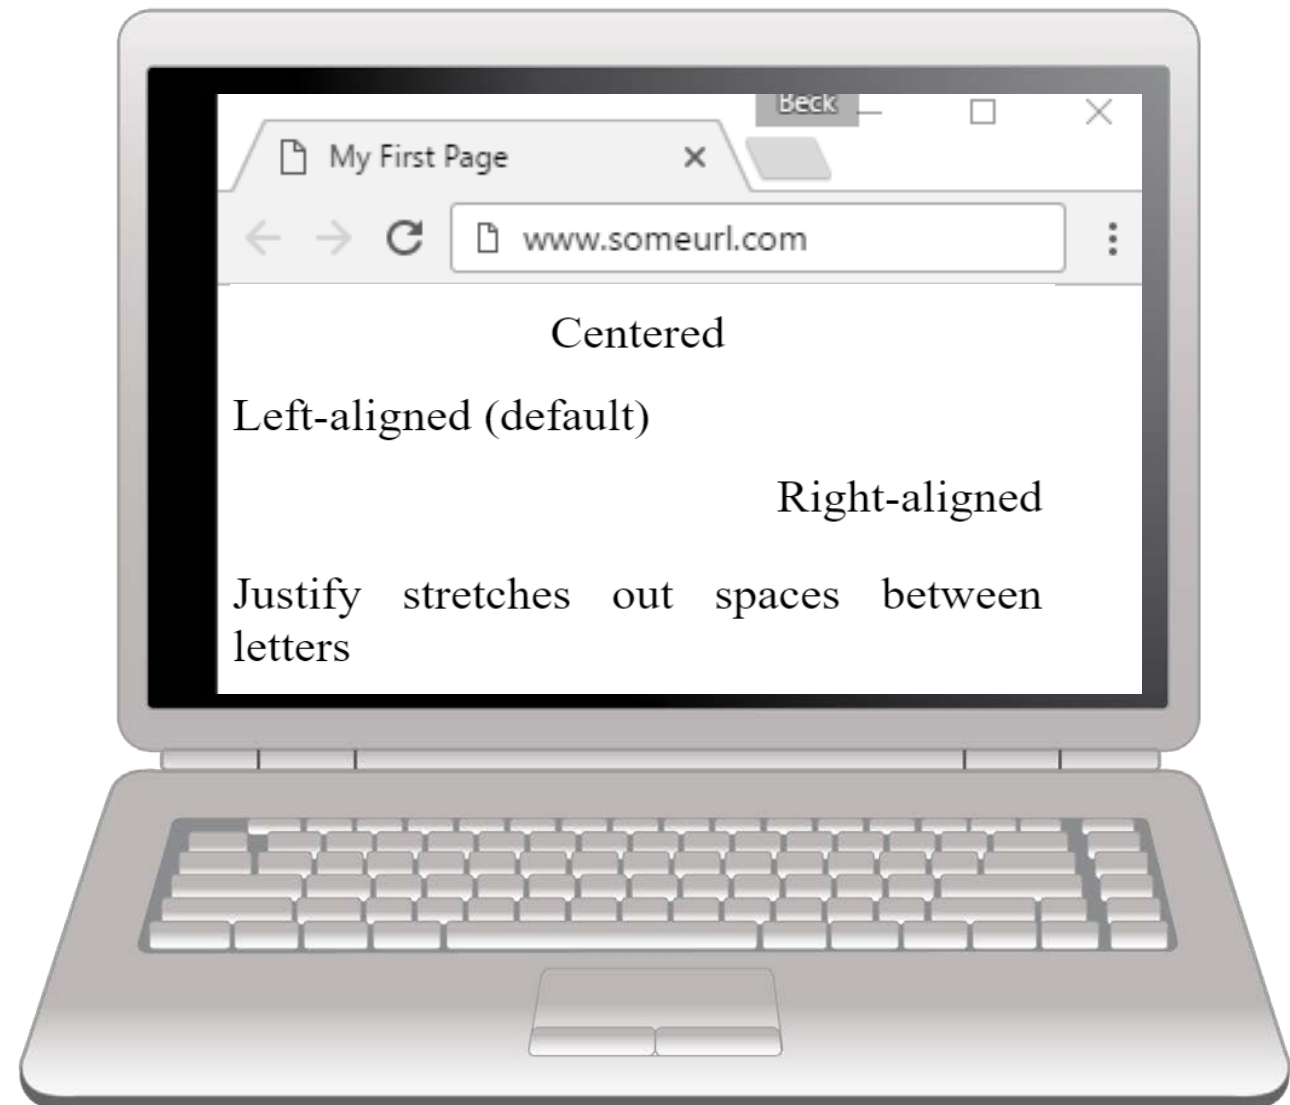 Beck
My First Page
www.someurl.com
Centered
Left-aligned (default)
Right-aligned
Justify stretches out spaces between
letters